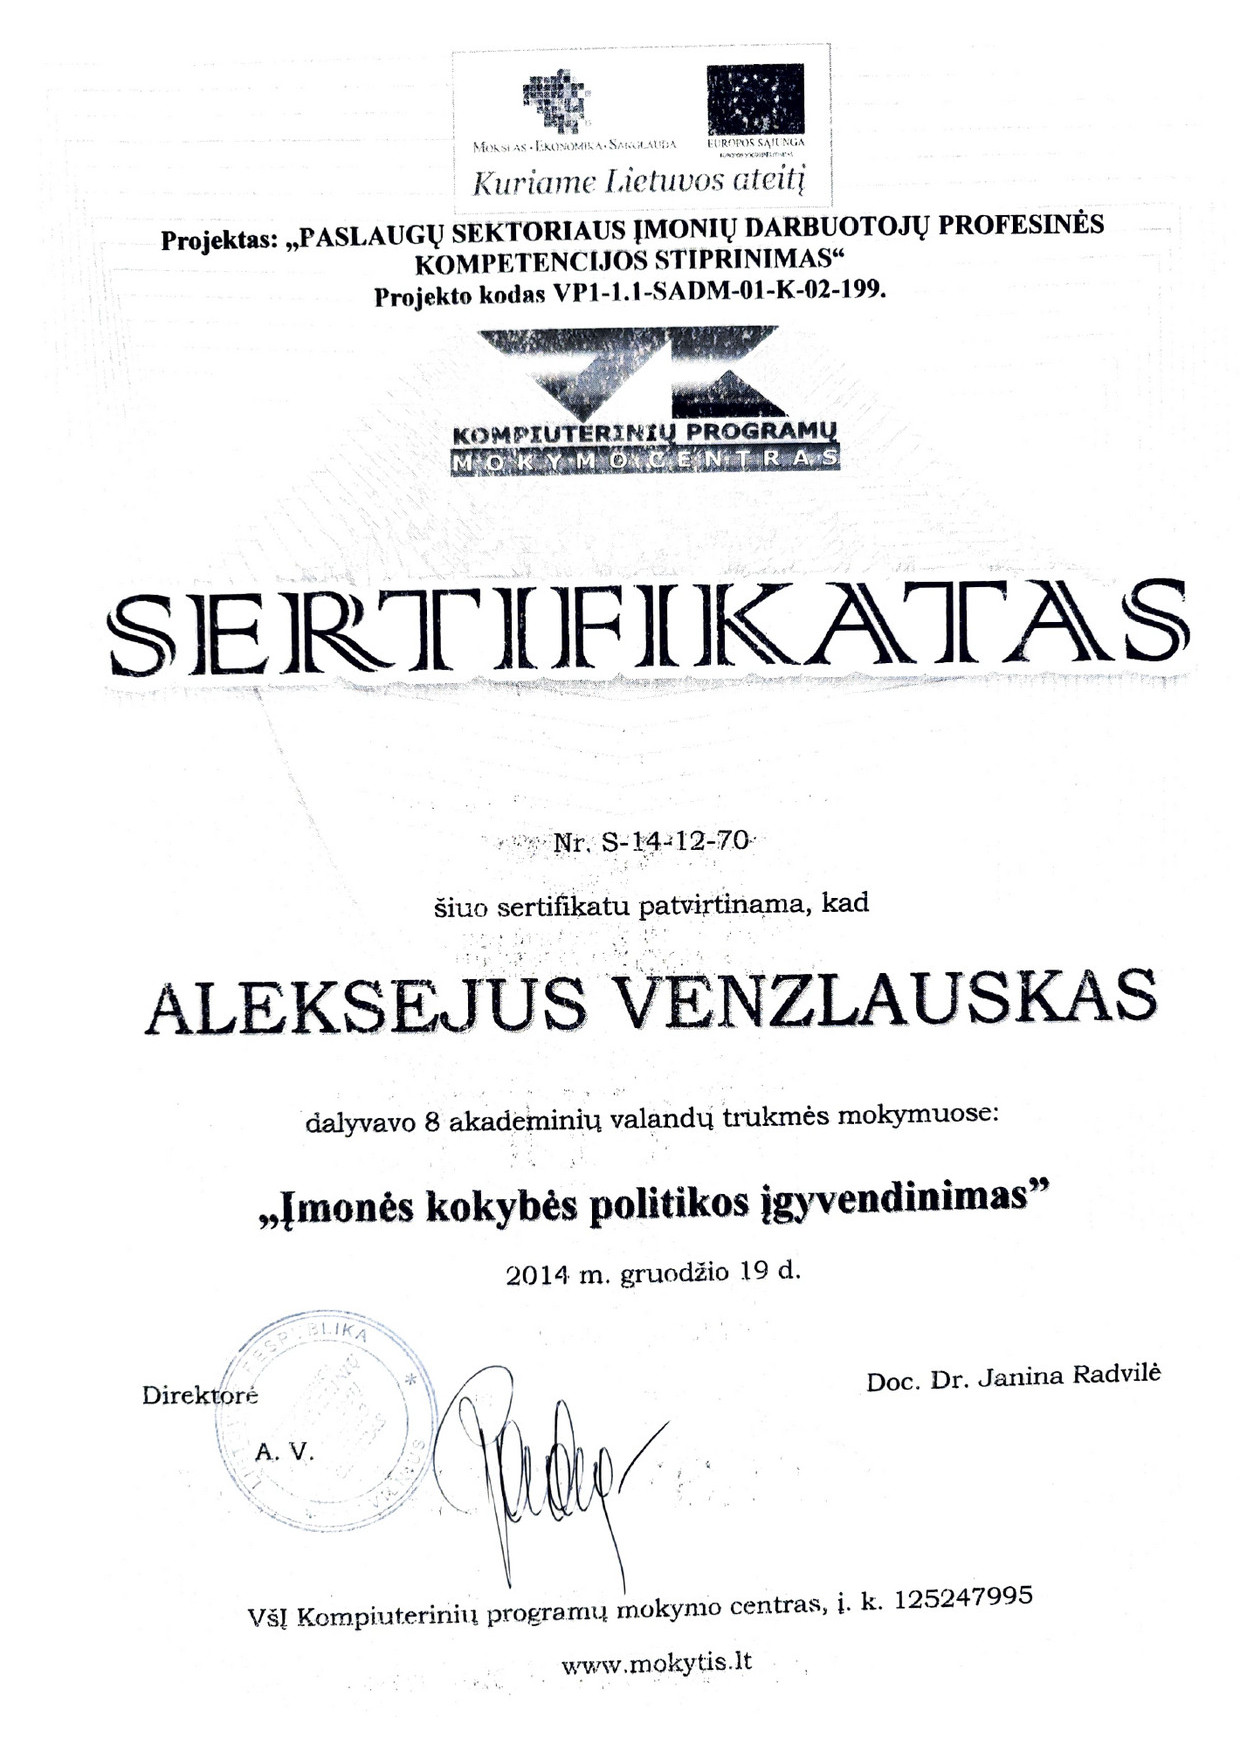 MOKSLAS • EKONOMIKA • SANGLAUDA
EUROPOS SĄJUNGA
Kuriame Lietuvos ateitį
Projektas: „PASLAUGŲ SEKTORIAUS ĮMONIŲ DARBUOTOJŲ PROFESINĖS
KOMPETENCIJOS STIPRINIMAS“
Projekto kodas VP1-1.1-SADM-01-K-02-199.
KOMPIUTERINIŲ PROGRAMŲ
MOKYMO CENTRAS
SERTIFIKATAS
Nr. S-14-12-70
šiuo sertifikatu patvirtinama, kad
ALEKSEJUS VENZLAUSKAS
dalyvavo 8 akademinių valandų trukmės mokymuose:
„Įmonės kokybės politikos įgyvendinimas”
2014 m. gruodžio 19 d.
Direktorė
Doc. Dr. Janina Radvilė
A. V.
VšĮ Kompiuterinių programų mokymo centras, į. k. 125247995
www.mokytis.lt